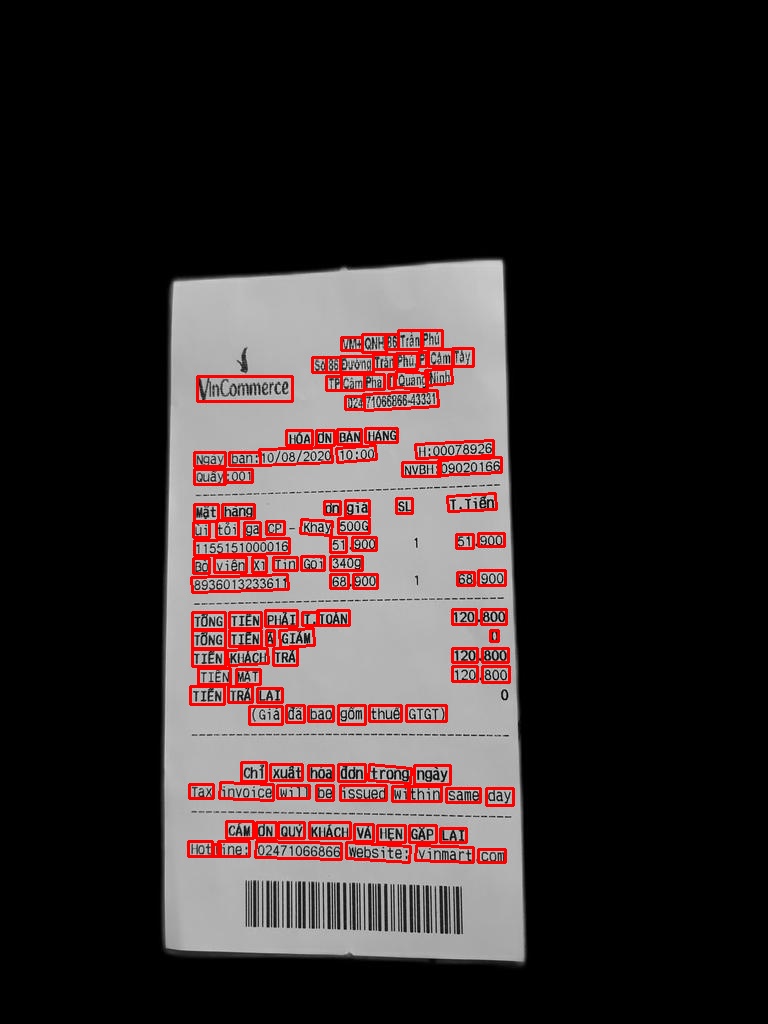 VM+ QNH 86 Trần Phú
Số 86 Đường Trần Phú, P. Cẩm Tây
TP. Cẩm Phả, T. Quảng Ninh
VinCommerce
024.71066866-43331
HÓA ĐƠN BÁN HÀNG
Ngày bán: 10/08/2020 10:00 H:00078926
Quầy:001 NVBH:09020166
Mặt hàng Đơn giá SL T.Tiền
Đùi tỏi gà CP - Khay 500G
1155151000016 51.900 1 51.900
Bò viên Xì Tin Gói 340g
8936013233611 68.900 1 68.900
TỔNG TIỀN PHẢI T.TOÁN 120.800
TỔNG TIỀN ĐÃ GIẢM 0
TIỀN KHÁCH TRẢ 120.800
TIỀN MẶT 120.800
TIỀN TRẢ LẠI 0
(Giá đã bao gồm thuế GTGT)
Chỉ xuất hóa đơn trong ngày
Tax invoice will be issued within same day
CẢM ƠN QUÝ KHÁCH VÀ HẸN GẶP LẠI
Hotline: 02471066866 Website: vinmart.com